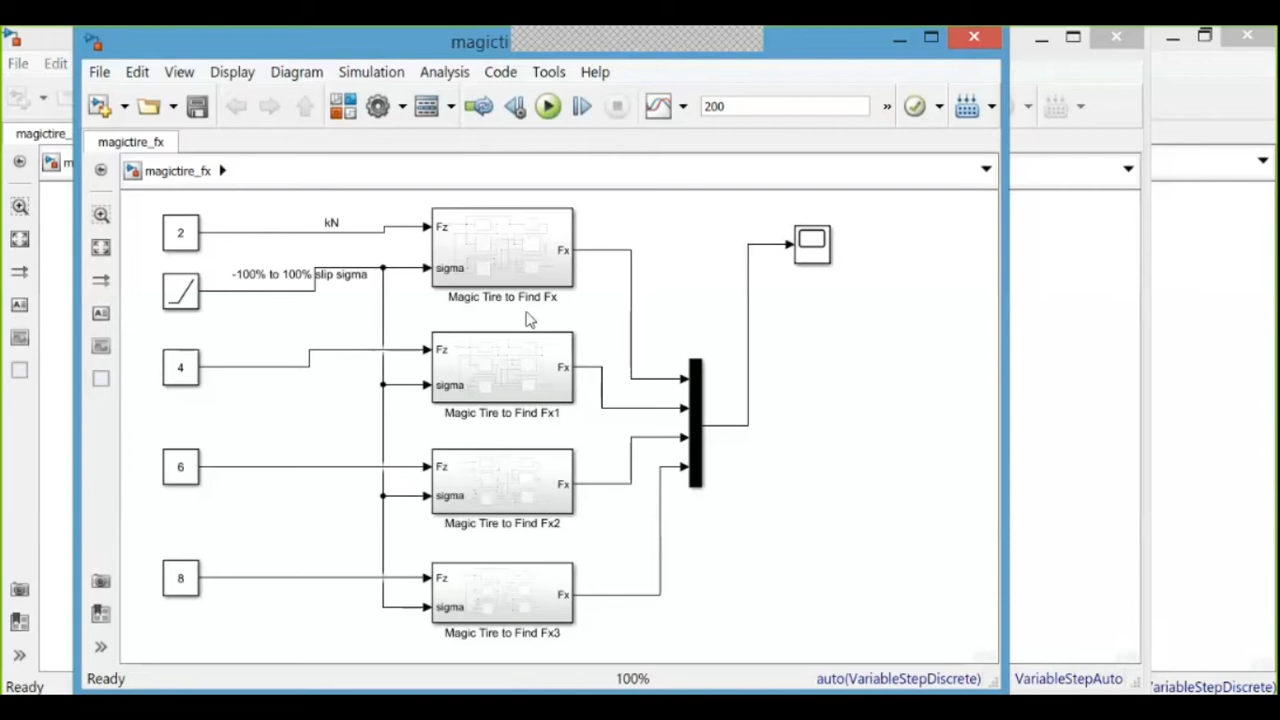 magicti
File Edit
File Edit View Display Diagram Simulation Analysis Code Tools Help
200
»
magictire_
magictire_fx
m
magictire_fx
2
kN
Fz
Fx
-100% to 100% slip sigma
sigma
Magic Tire to Find Fx
4
Fz
Fx
sigma
Magic Tire to Find Fx1
6
Fz
Fx
sigma
Magic Tire to Find Fx2
8
Fz
Fx
sigma
Magic Tire to Find Fx3
»
»
Ready
Ready
100%
auto(VariableStepDiscrete)
VariableStepAuto
VariableStepDiscrete)